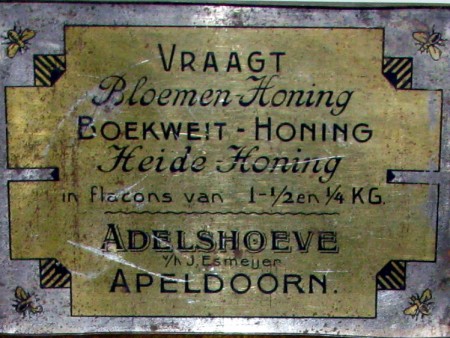 VRAAGT
Bloemen-Honing
BOEKWEIT-HONING
Heide-Honing
in flacons van 1-1/2 en 1/4 KG.
ADELSHOEVE
v/h J. Esmeijer
APELDOORN.